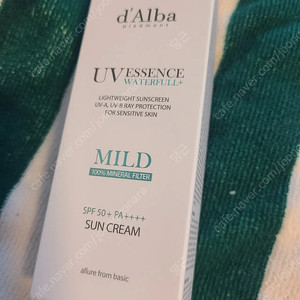 d'Alba
piedmont
UV ESSENCE
WATERFULL+
LIGHTWEIGHT SUNSCREEN
UV-A, UV-B RAY PROTECTION
FOR SENSITIVE SKIN
MILD
100% MINERAL FILTER
SPF 50+ PA++++
SUN CREAM
allure from basic